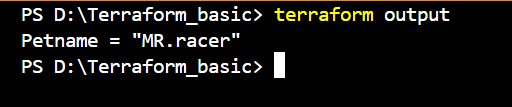 PS D:\Terraform_basic> terraform output
Petname = "MR.racer"
PS D:\Terraform_basic>